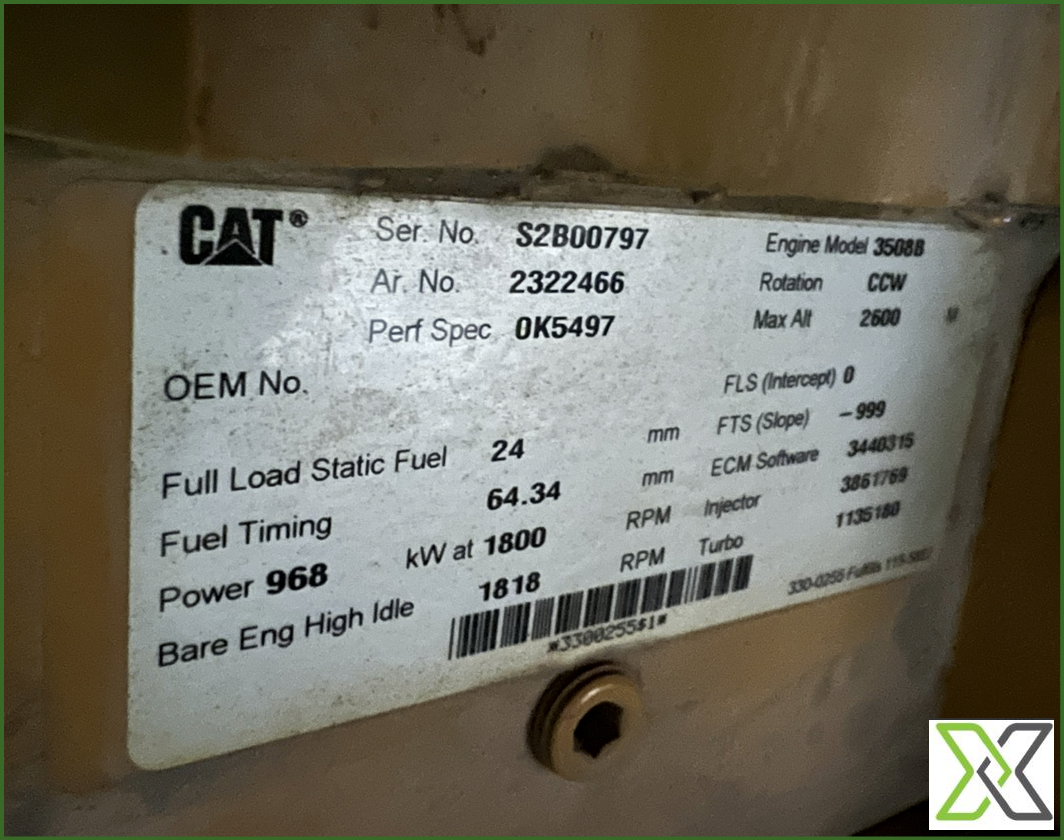 CAT®
Ser. No. S2B00797
Ar. No. 2322466
Perf Spec 0K5497
Engine Model 3508B
Rotation CCW
Max Alt 2600 M
OEM No.
Full Load Static Fuel 24 mm
Fuel Timing 64.34 mm
Power 968 kW at 1800 RPM
Bare Eng High Idle 1818 RPM
FLS (Intercept) 0
FTS (Slope) -999
ECM Software 3440315
Injector 3861769
Turbo 1135180
330-0255 Fulfills
*3300255$1*